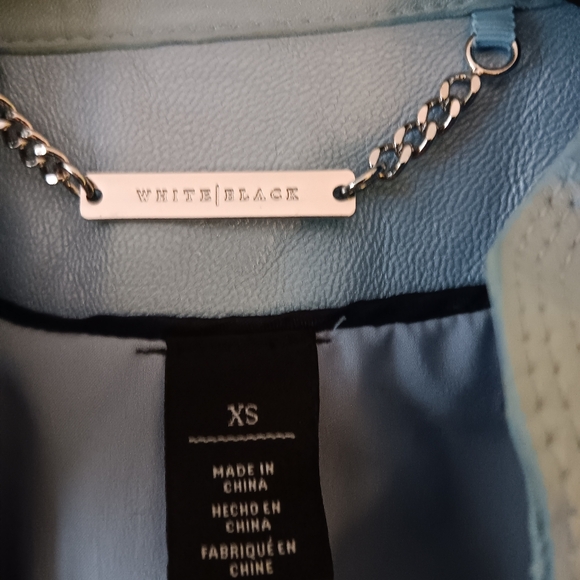 WHITE|BLACK
XS
MADE IN
CHINA
HECHO EN
CHINA
FABRIQUÉ EN
CHINE